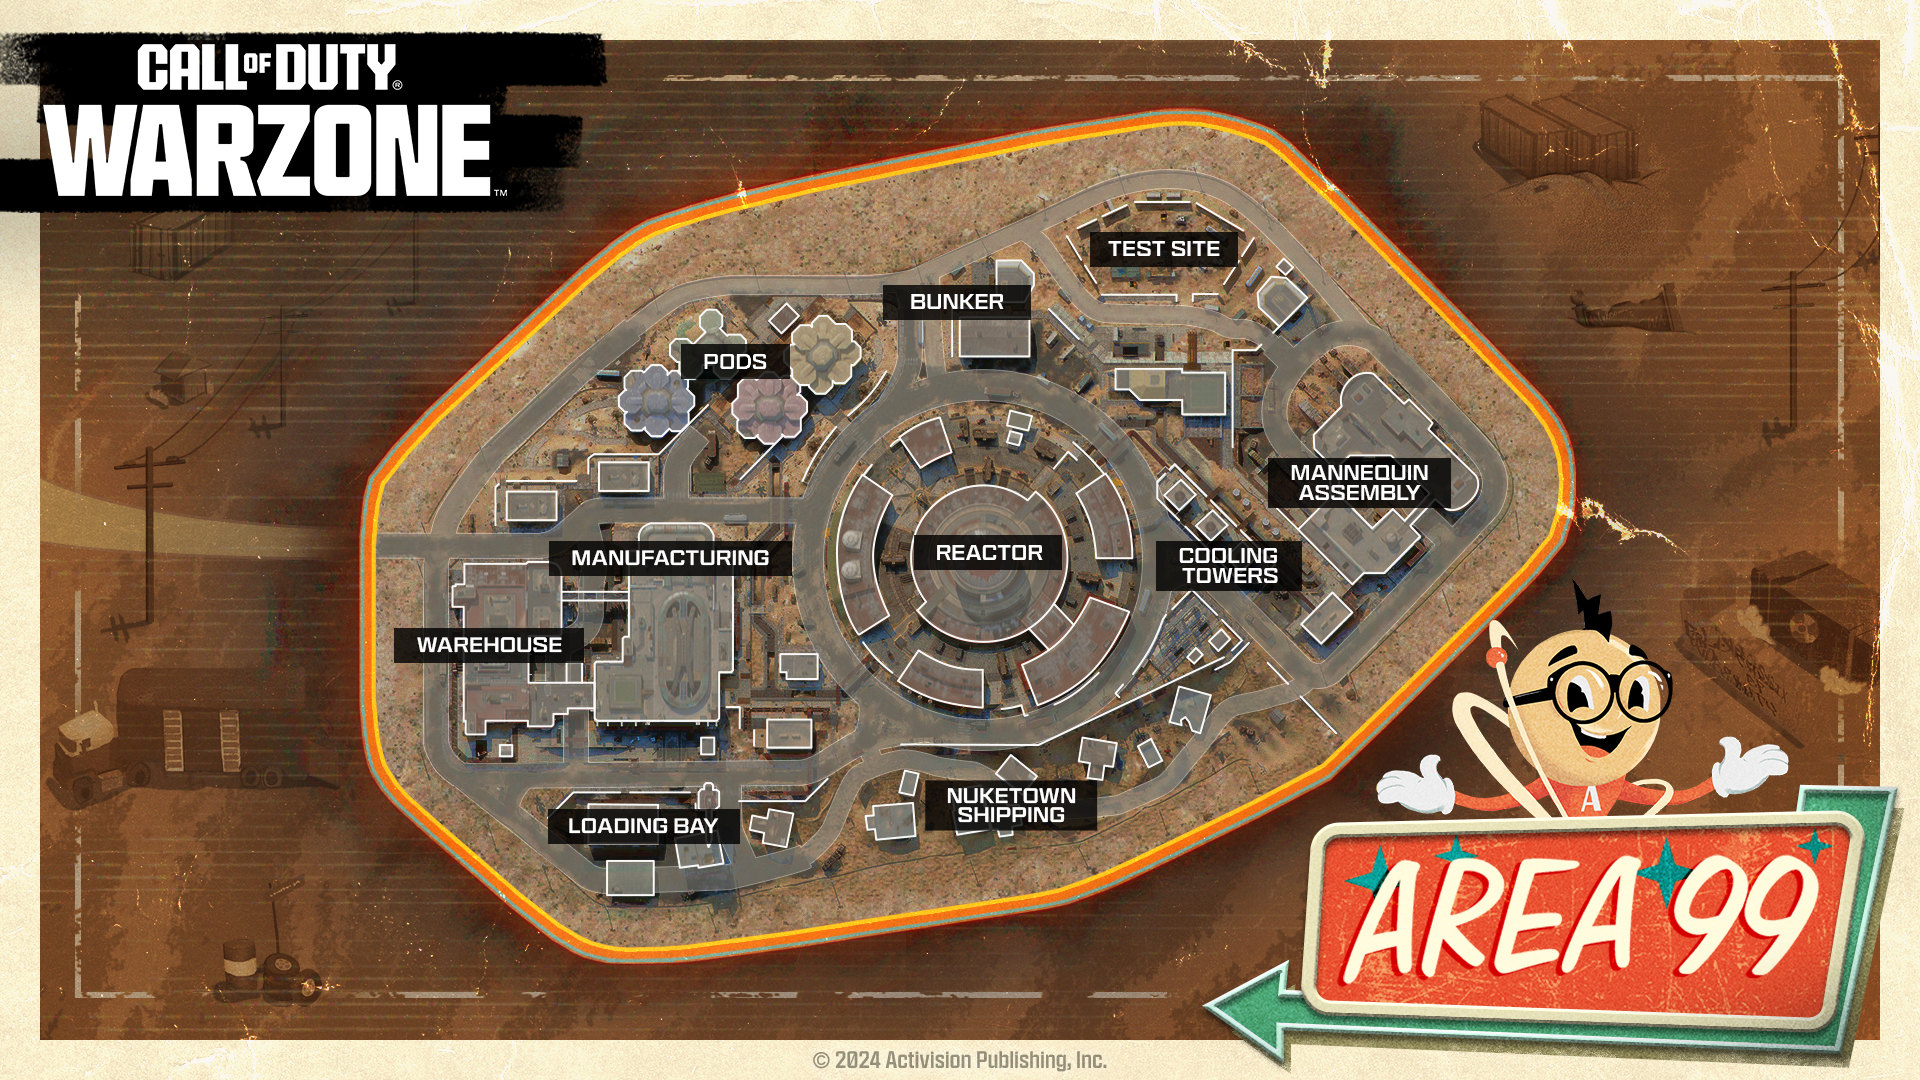 CALL OF DUTY®
WARZONE™
TEST SITE
BUNKER
PODS
MANNEQUIN
ASSEMBLY
REACTOR
MANUFACTURING
COOLING
TOWERS
WAREHOUSE
NUKETOWN
SHIPPING
LOADING BAY
A
AREA 99
© 2024 Activision Publishing, Inc.